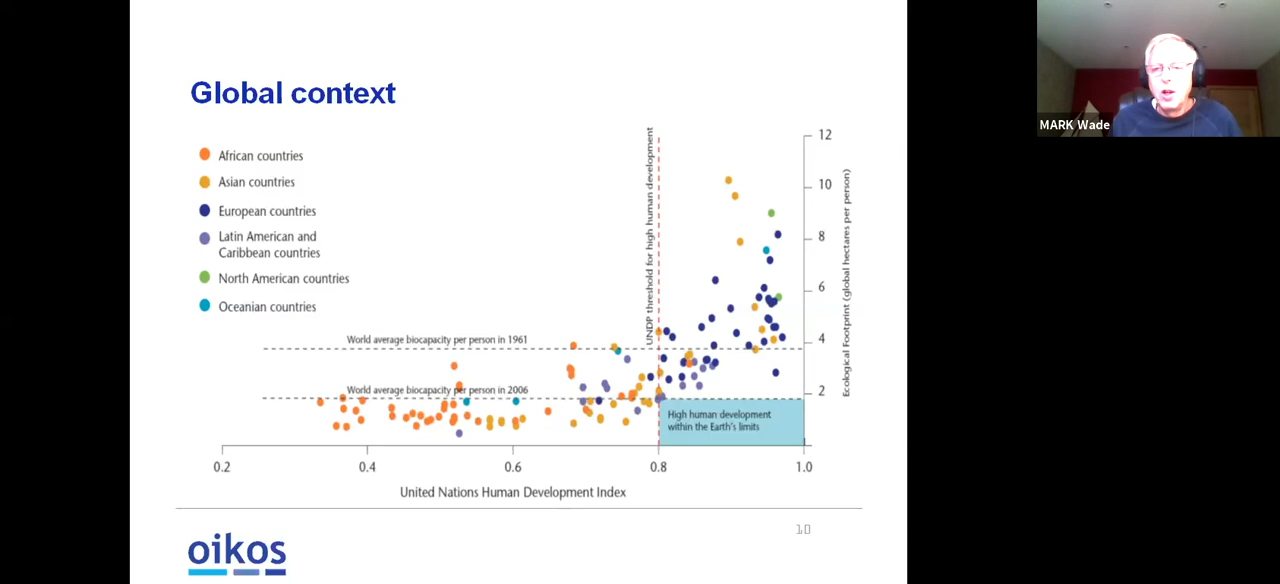 Global context
African countries
Asian countries
European countries
Latin American and
Caribbean countries
North American countries
Oceanian countries
UNDP threshold for high human development
World average biocapacity per person in 1961
World average biocapacity per person in 2006
High human development
within the Earth's limits
12
10
8
6
4
2
Ecological Footprint (global hectares per person)
0.2
0.4
0.6
0.8
1.0
United Nations Human Development Index
oikos
10
MARK Wade